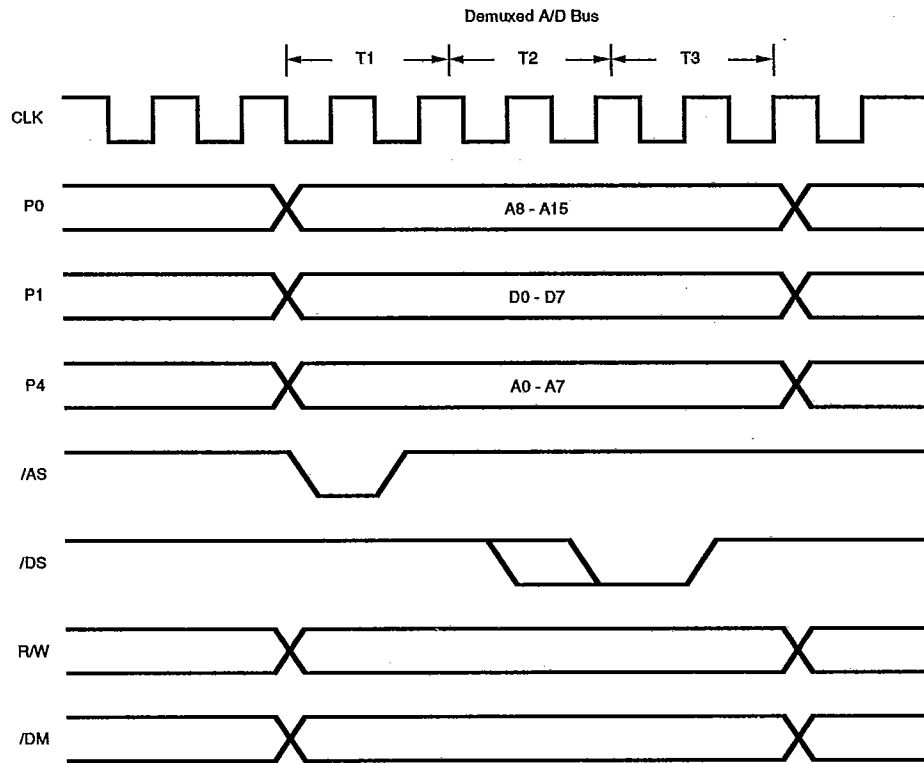 Demuxed A/D Bus
T1 T2 T3
CLK
P0 A8 - A15
P1 D0 - D7
P4 A0 - A7
/AS
/DS
R/W
/DM